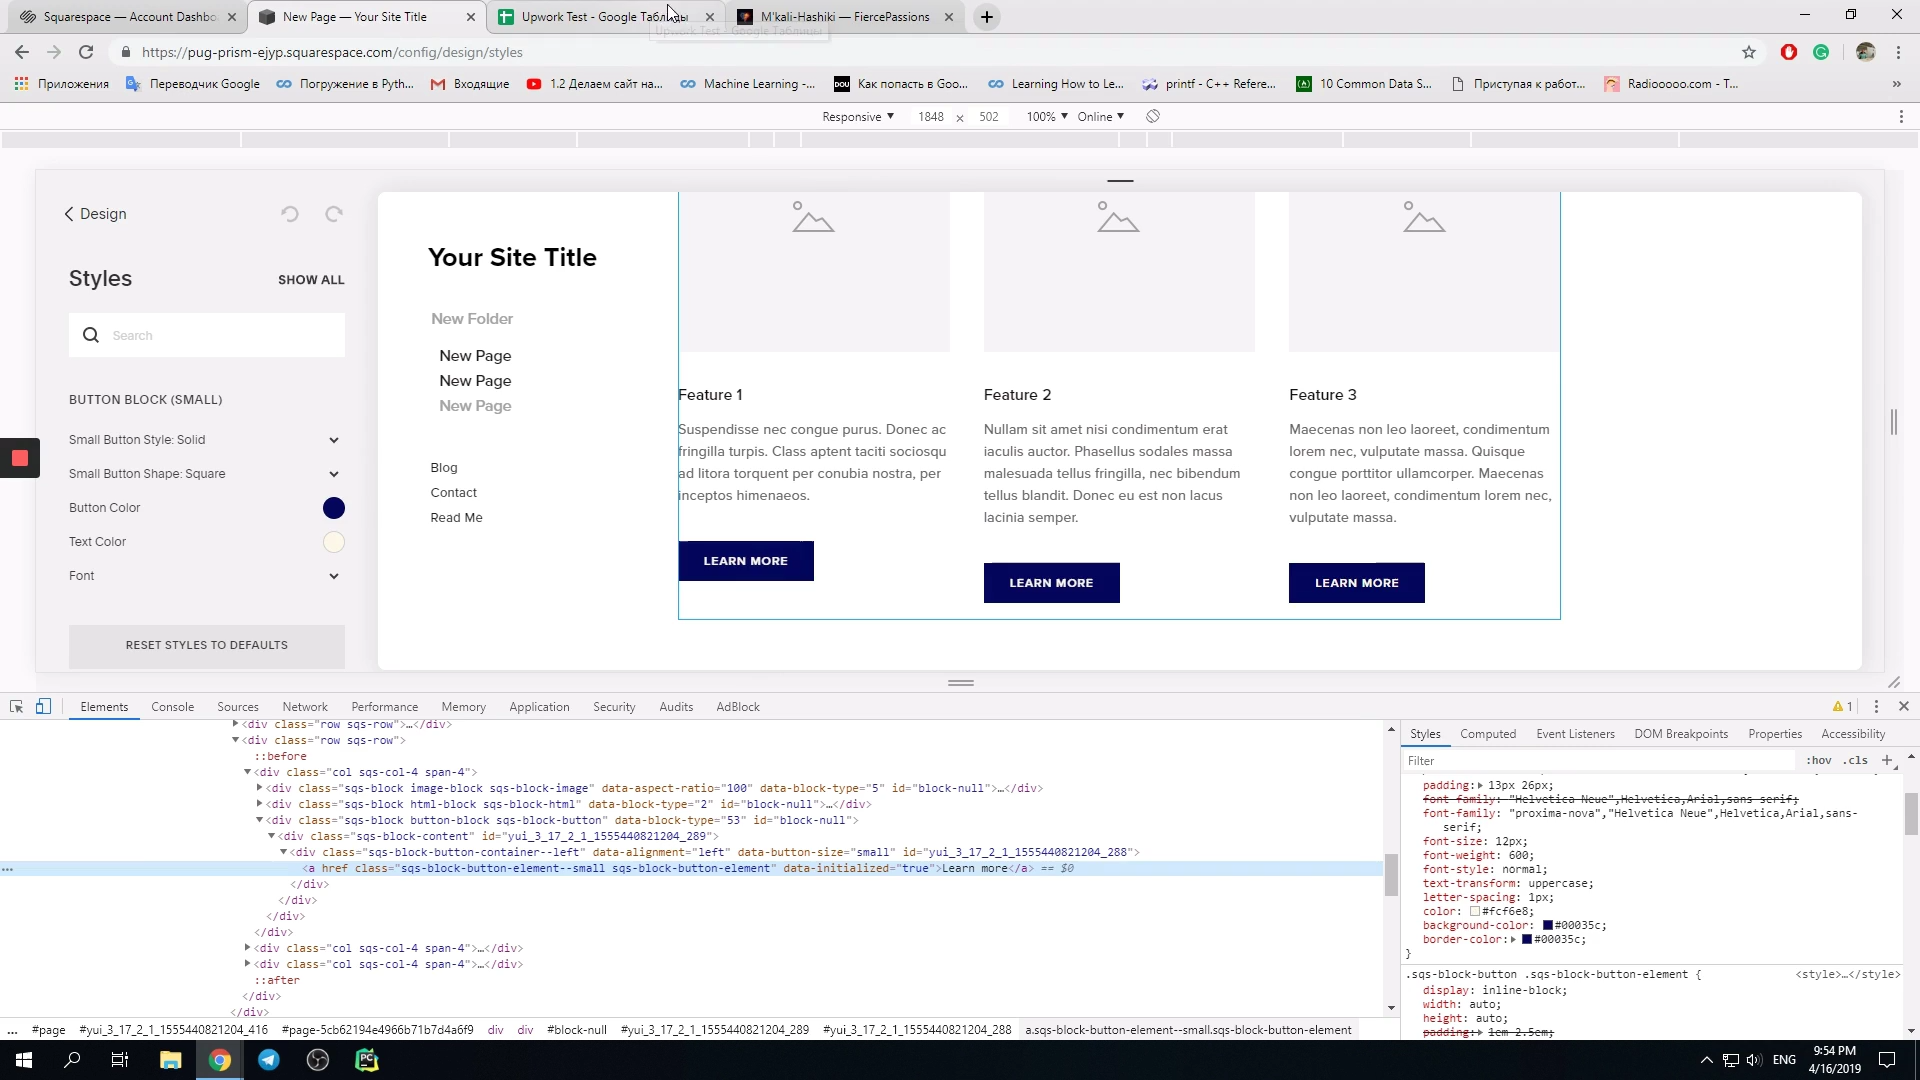 Squarespace — Account Dashbo
New Page — Your Site Title
Upwork Test - Google Таблицы
M'kali-Hashiki — FiercePassions
Upwork Test - Google Таблицы
https://pug-prism-ejyp.squarespace.com/config/design/styles
Приложения
Переводчик Google
Погружение в Pyth...
Входящие
1.2 Делаем сайт на...
Machine Learning -...
DOU
Как попасть в Goo...
Learning How to Le...
printf - C++ Refere...
10 Common Data S...
Приступая к работ...
Radiooooo.com - T...
»
Responsive ▼ 1848 × 502 100% ▼ Online ▼
Design
Styles
SHOW ALL
Search
BUTTON BLOCK (SMALL)
Small Button Style: Solid
Small Button Shape: Square
Button Color
Text Color
Font
RESET STYLES TO DEFAULTS
Your Site Title
New Folder
New Page
New Page
New Page
Blog
Contact
Read Me
Feature 1
Suspendisse nec congue purus. Donec ac
fringilla turpis. Class aptent taciti sociosqu
ad litora torquent per conubia nostra, per
inceptos himenaeos.
LEARN MORE
Feature 2
Nullam sit amet nisi condimentum erat
iaculis auctor. Phasellus sodales massa
malesuada tellus fringilla, nec bibendum
tellus blandit. Donec eu est non lacus
lacinia semper.
LEARN MORE
Feature 3
Maecenas non leo laoreet, condimentum
lorem nec, vulputate massa. Quisque
congue porttitor ullamcorper. Maecenas
non leo laoreet, condimentum lorem nec,
vulputate massa.
LEARN MORE
Elements Console Sources Network Performance Memory Application Security Audits AdBlock
1
▶<div class="row sqs-row">…</div>
▼<div class="row sqs-row">
::before
▼<div class="col sqs-col-4 span-4">
▶<div class="sqs-block image-block sqs-block-image" data-aspect-ratio="100" data-block-type="5" id="block-null">…</div>
▶<div class="sqs-block html-block sqs-block-html" data-block-type="2" id="block-null">…</div>
▼<div class="sqs-block button-block sqs-block-button" data-block-type="53" id="block-null">
▼<div class="sqs-block-content" id="yui_3_17_2_1_1555440821204_289">
▼<div class="sqs-block-button-container--left" data-alignment="left" data-button-size="small" id="yui_3_17_2_1_1555440821204_288">
… <a href class="sqs-block-button-element--small sqs-block-button-element" data-initialized="true">Learn more</a> == $0
</div>
</div>
</div>
</div>
▶<div class="col sqs-col-4 span-4">…</div>
▶<div class="col sqs-col-4 span-4">…</div>
::after
</div>
</div>
... #page #yui_3_17_2_1_1555440821204_416 #page-5cb62194e4966b71b7d4a6f9 div div #block-null #yui_3_17_2_1_1555440821204_289 #yui_3_17_2_1_1555440821204_288 a.sqs-block-button-element--small.sqs-block-button-element
Styles Computed Event Listeners DOM Breakpoints Properties Accessibility
Filter
:hov .cls +
padding:▶ 13px 26px;
font-family: "Helvetica Neue",Helvetica,Arial,sans-serif;
font-family: "proxima-nova","Helvetica Neue",Helvetica,Arial,sans-
serif;
font-size: 12px;
font-weight: 600;
font-style: normal;
text-transform: uppercase;
letter-spacing: 1px;
color: #fcf6e8;
background-color: #00035c;
border-color:▶ #00035c;
}
.sqs-block-button .sqs-block-button-element { <style>…</style>
display: inline-block;
width: auto;
height: auto;
padding:▶ 1em 2.5em;
PC
ENG
9:54 PM
4/16/2019